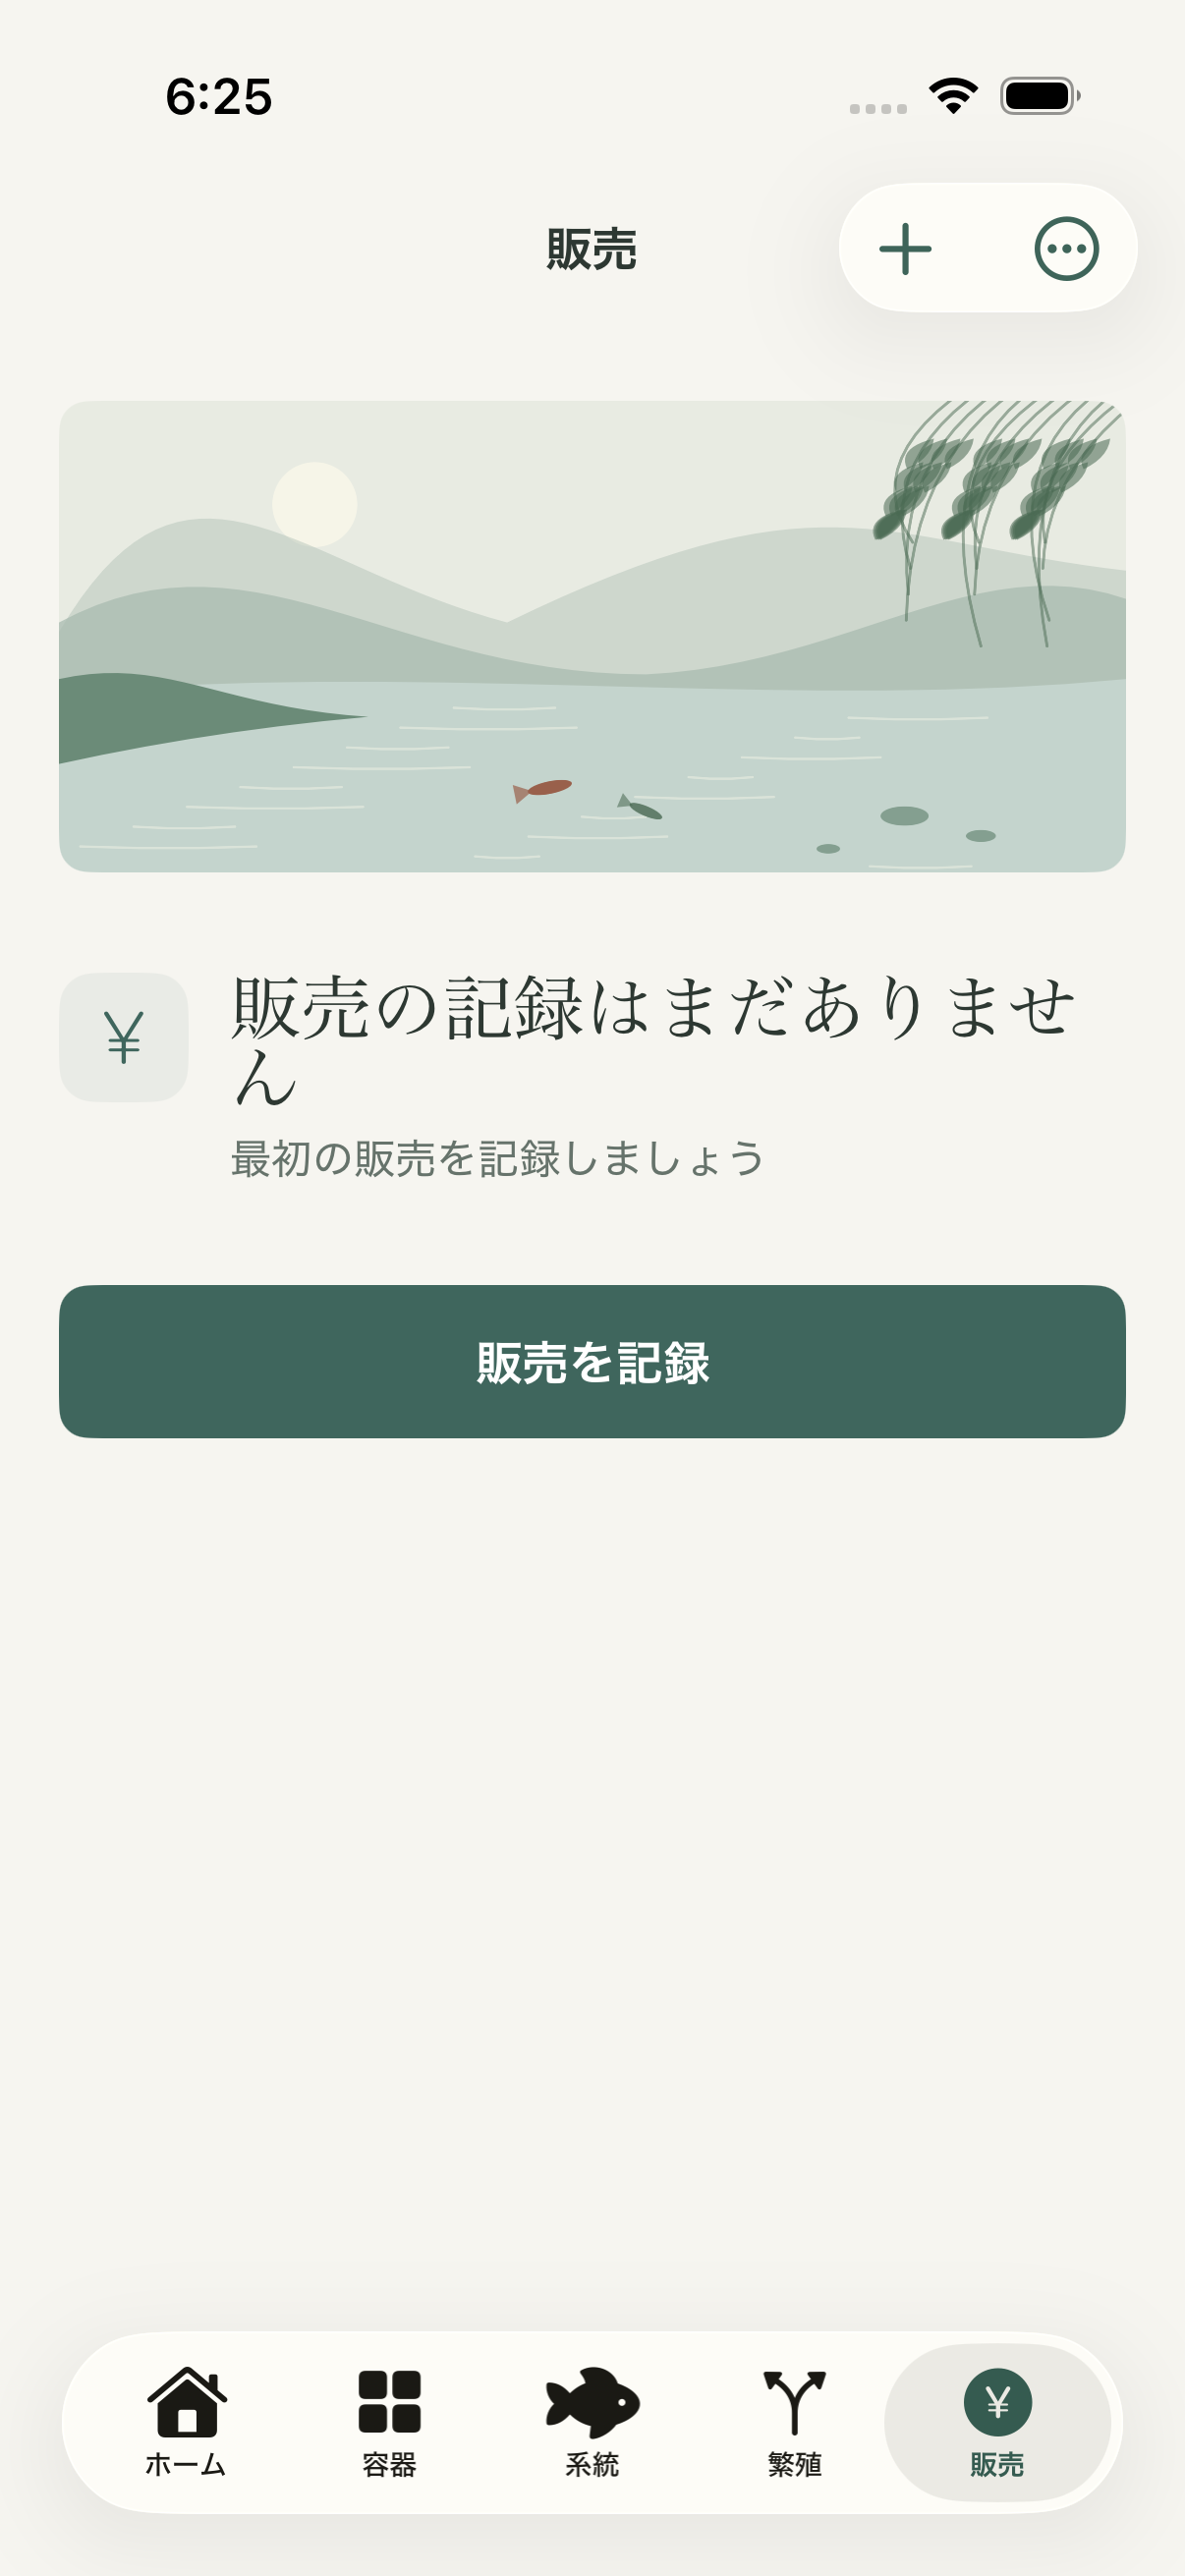 6:25
販売
販売の記録はまだありませ
ん
最初の販売を記録しましょう
¥
販売を記録
ホーム
容器
系統
繁殖
¥
販売